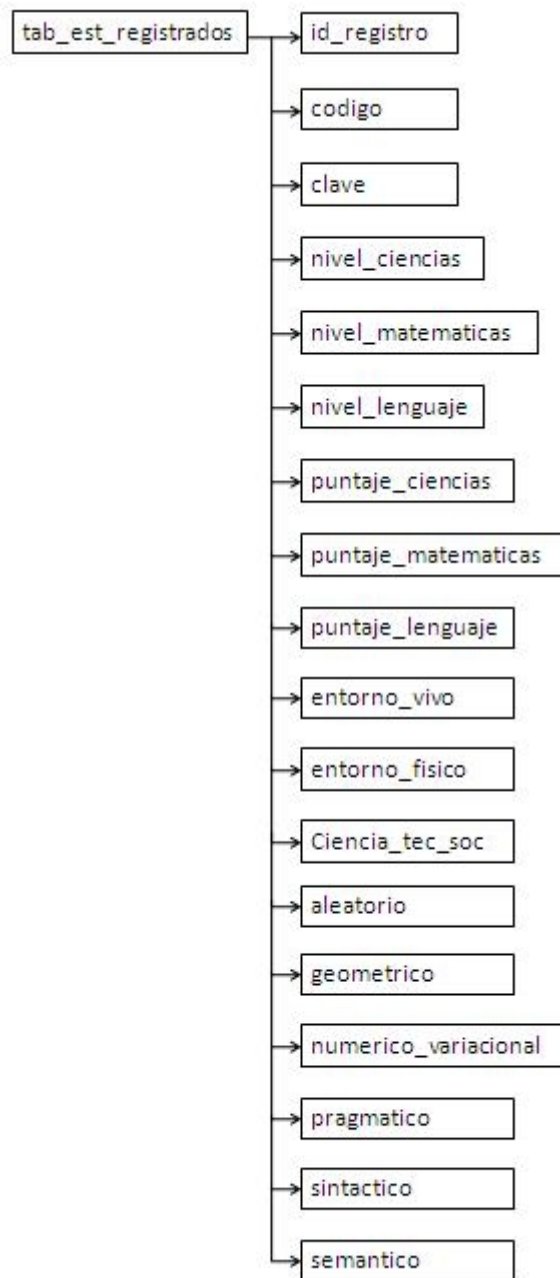 tab_est_registrados
id_registro
codigo
clave
nivel_ciencias
nivel_matematicas
nivel_lenguaje
puntaje_ciencias
puntaje_matematicas
puntaje_lenguaje
entorno_vivo
entorno_fisico
Ciencia_tec_soc
aleatorio
geometrico
numerico_variacional
pragmatico
sintactico
semantico